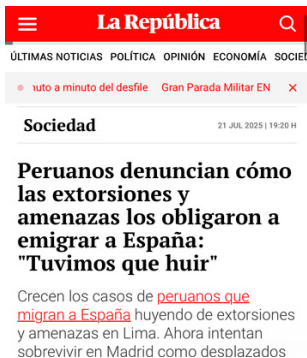 La República
ÚLTIMAS NOTICIAS POLÍTICA OPINIÓN ECONOMÍA
a minuto del desfile Gran Parada Militar EN
Sociedad
21 JUL 2025 | 19:20 H
Peruanos denuncian cómo
las extorsiones y
amenazas los obligaron a
emigrar a España:
"Tuvimos que huir"
Crecen los casos de peruanos que
migran a España huyendo de extorsiones
y amenazas en Lima. Ahora intentan
sobrevivir en Madrid como desplazados